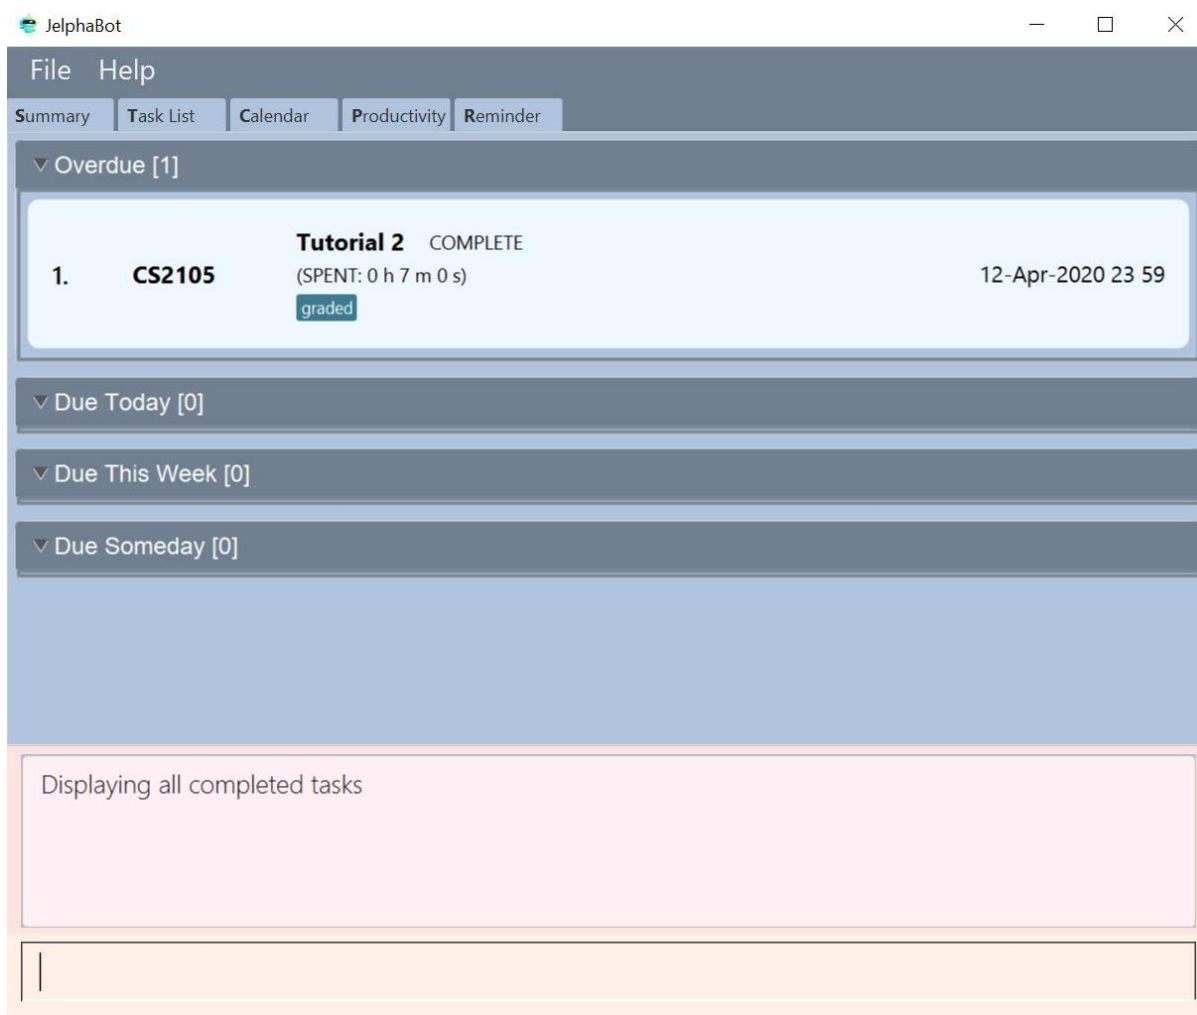 JelphaBot
File Help
Summary Task List Calendar Productivity Reminder
Overdue [1]
Tutorial 2 COMPLETE
1. CS2105 (SPENT: 0 h 7 m 0 s) 12-Apr-2020 23 59
graded
Due Today [0]
Due This Week [0]
Due Someday [0]
Displaying all completed tasks